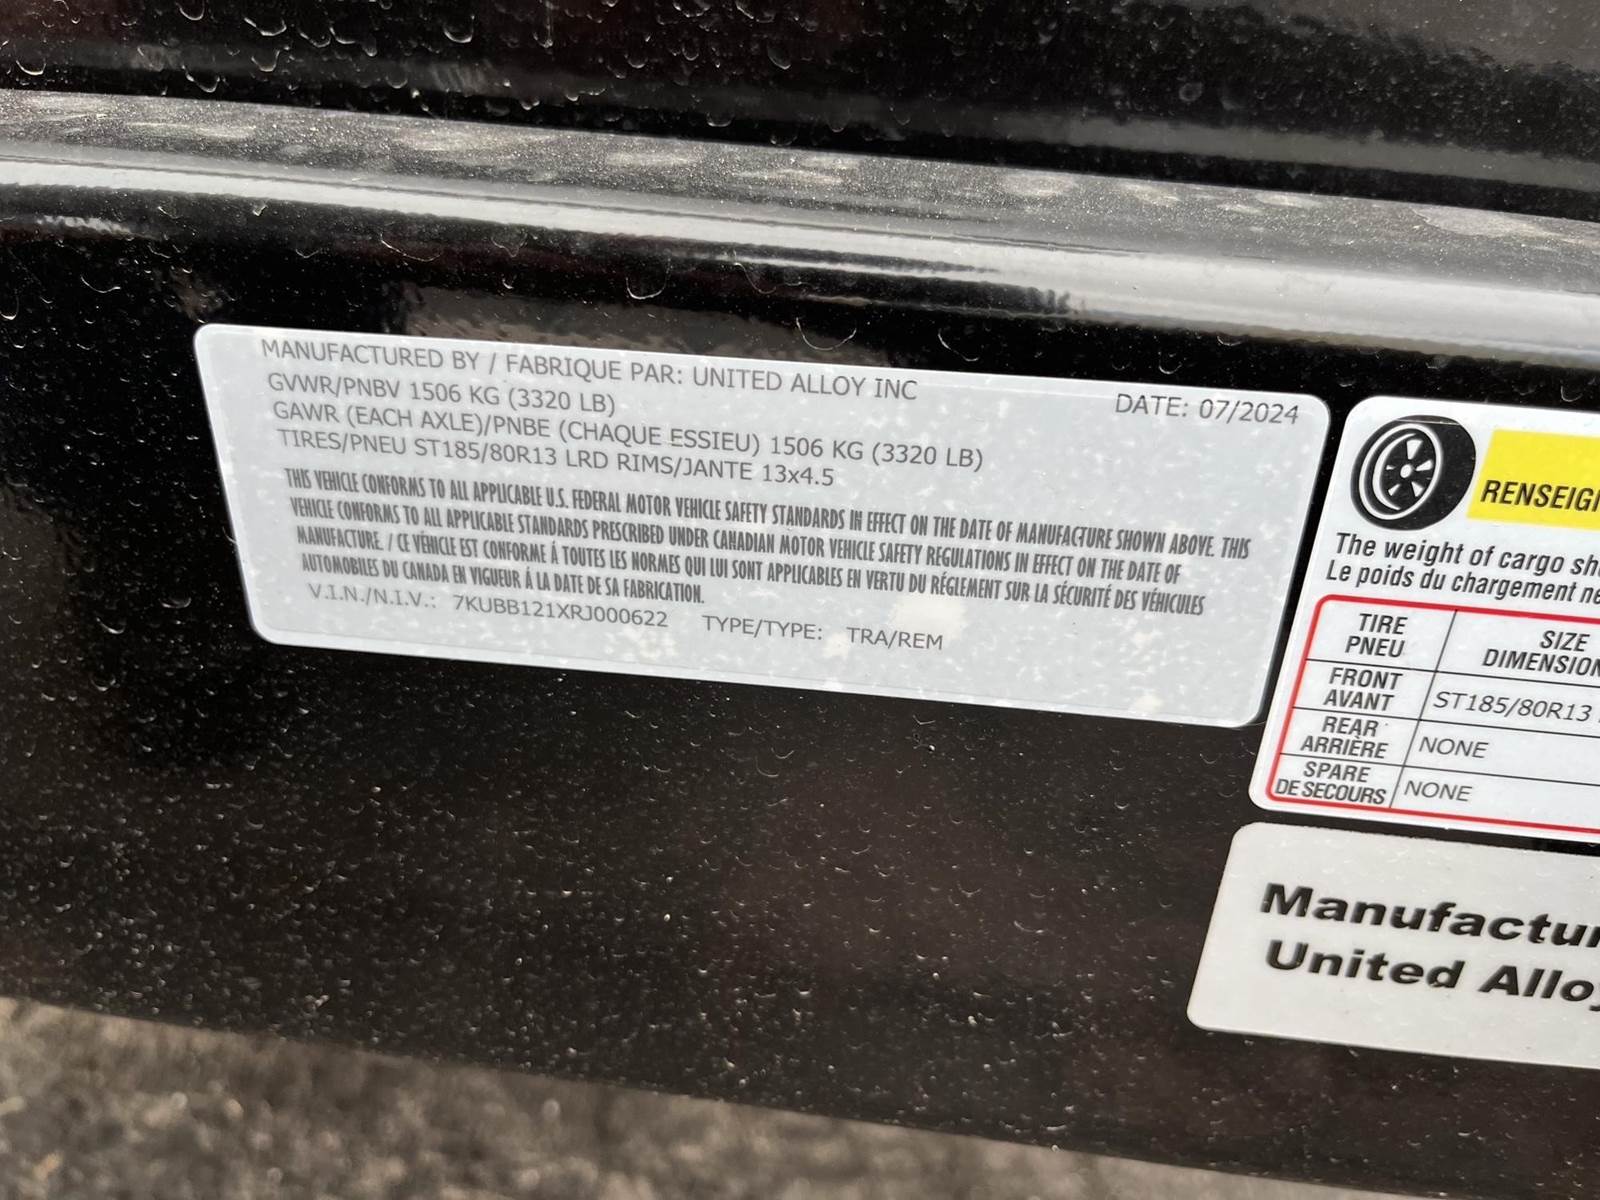 MANUFACTURED BY / FABRIQUE PAR: UNITED ALLOY INC
DATE: 07/2024
GVWR/PNBV 1506 KG (3320 LB)
GAWR (EACH AXLE)/PNBE (CHAQUE ESSIEU) 1506 KG (3320 LB)
TIRES/PNEU ST185/80R13 LRD RIMS/JANTE 13x4.5
THIS VEHICLE CONFORMS TO ALL APPLICABLE U.S. FEDERAL MOTOR VEHICLE SAFETY STANDARDS IN EFFECT ON THE DATE OF MANUFACTURE SHOWN ABOVE. THIS
VEHICLE CONFORMS TO ALL APPLICABLE STANDARDS PRESCRIBED UNDER CANADIAN MOTOR VEHICLE SAFETY REGULATIONS IN EFFECT ON THE DATE OF
MANUFACTURE. / CE VÉHICLE EST CONFORME Á TOUTES LES NORMES QUI LUI SONT APPLICABLES EN VERTU DU RÉGLEMENT SUR LA SÉCURITÉ DES VÉHICULES
AUTOMOBILES DU CANADA EN VIGUEUR Á LA DATE DE SA FABRICATION.
V.I.N./N.I.V.: 7KUBB121XRJ000622 TYPE/TYPE: TRA/REM
RENSEIG
The weight of cargo sh
Le poids du chargement ne
TIRE SIZE
PNEU DIMENSION
FRONT
AVANT ST185/80R13
REAR
ARRIÈRE NONE
SPARE
DE SECOURS NONE
Manufactur
United Alloy